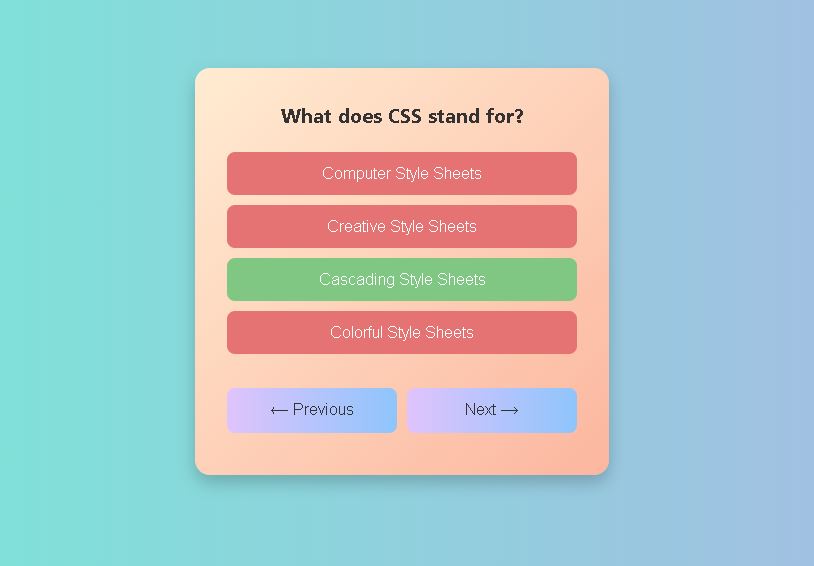 What does CSS stand for?
Computer Style Sheets
Creative Style Sheets
Cascading Style Sheets
Colorful Style Sheets
← Previous Next →